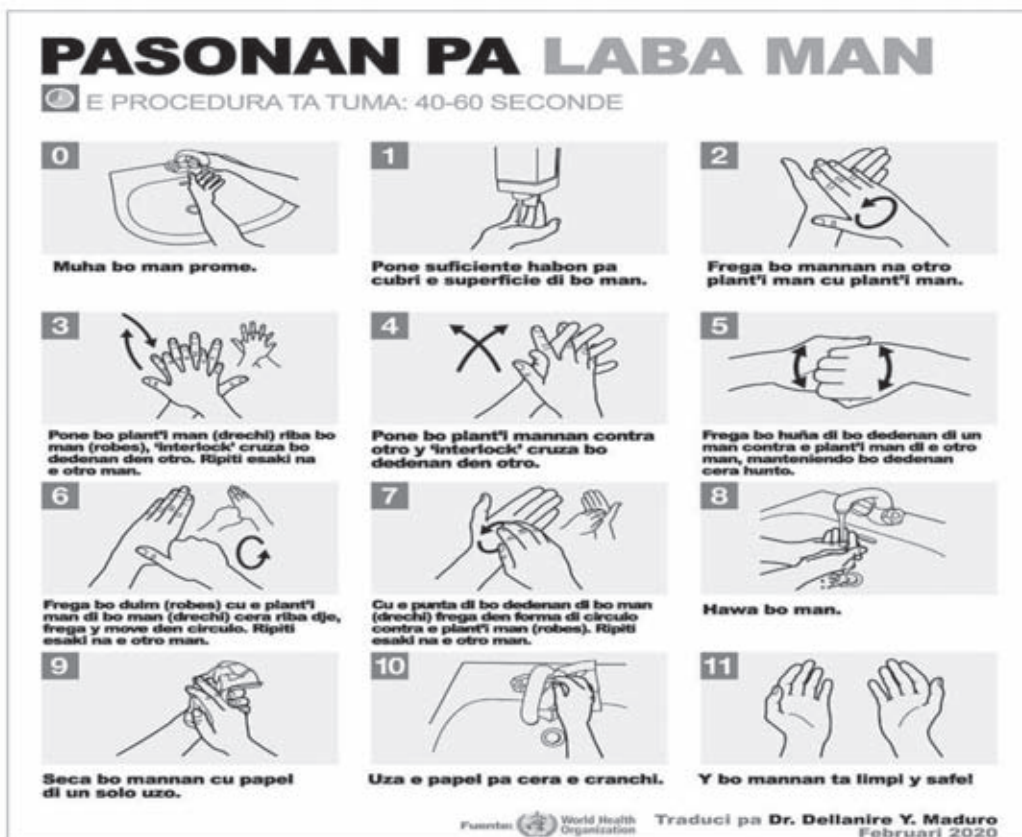 PASONAN PA LABA MAN
E PROCEDURA TA TUMA: 40-60 SECONDE
0
Muha bo man prome.
1
Pone suficiente habon pa
cubri e superficie di bo man.
2
Frega bo mannan na otro
plant'i man cu plant'i man.
3
Pone bo plant'i man (drechi) riba bo
man (robes), 'interlock' cruza bo
dedenan den otro. Ripiti esaki na
e otro man.
4
Pone bo plant'i mannan contra
otro y 'interlock' cruza bo
dedenan den otro.
5
Frega bo huña di bo dedenan di un
man contra e plant'i man di e otro
man, manteniendo bo dedenan
cera hunto.
6
Frega bo duim (robes) cu e plant'i
man di bo man (drechi) cera riba dje,
frega y move den circulo. Ripiti
esaki na e otro man.
7
Cu e punta di bo dedenan di bo man
(drechi) frega den forma di circulo
contra e plant'i man (robes). Ripiti
esaki na e otro man.
8
Hawa bo man.
9
Seca bo mannan cu papel
di un solo uzo.
10
Uza e papel pa cera e cranchi.
11
Y bo mannan ta limpi y safe!
Fuente: World Health
Organization
Traduci pa Dr. Dellanire Y. Maduro
Februari 2020